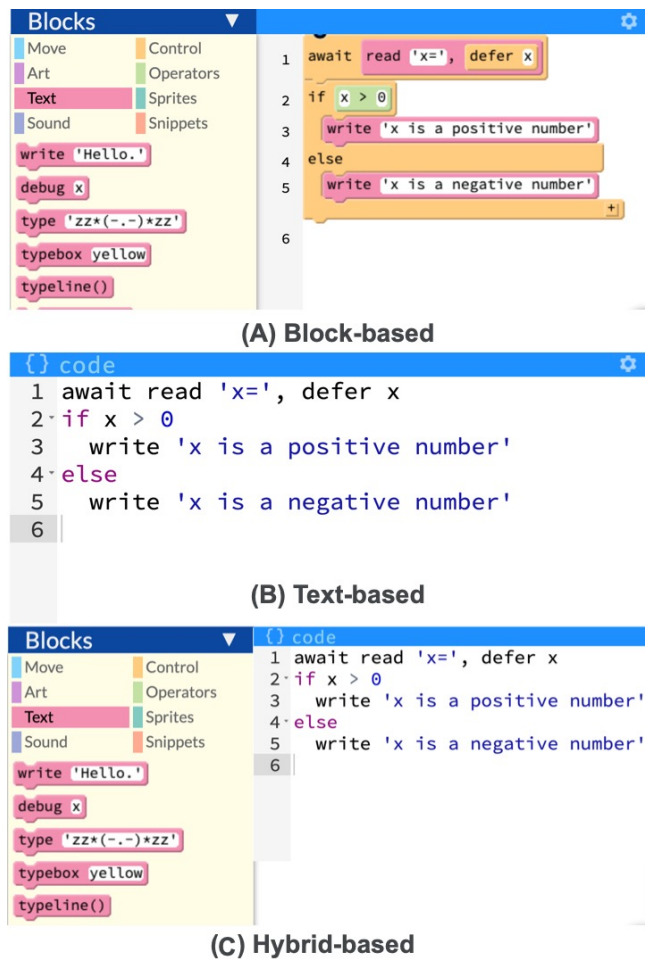 Blocks ▼
Move Control
Art Operators
Text Sprites
Sound Snippets
write 'Hello.'
debug x
type 'zz*(-.-)*zz'
typebox yellow
typeline()
1 await read 'x=', defer x
2 if x > 0
3 write 'x is a positive number'
4 else
5 write 'x is a negative number'
+
6
(A) Block-based
{} code
1 await read 'x=', defer x
2 if x > 0
3 write 'x is a positive number'
4 else
5 write 'x is a negative number'
6
(B) Text-based
Blocks ▼
Move Control
Art Operators
Text Sprites
Sound Snippets
write 'Hello.'
debug x
type 'zz*(-.-)*zz'
typebox yellow
typeline()
{} code
1 await read 'x=', defer x
2 if x > 0
3 write 'x is a positive number'
4 else
5 write 'x is a negative number'
6
(C) Hybrid-based